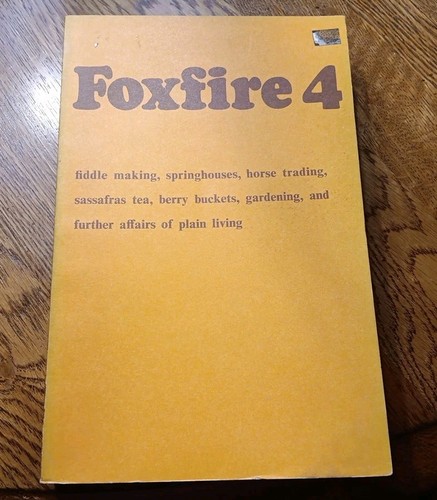 Foxfire 4
fiddle making, springhouses, horse trading,
sassafras tea, berry buckets, gardening, and
further affairs of plain living